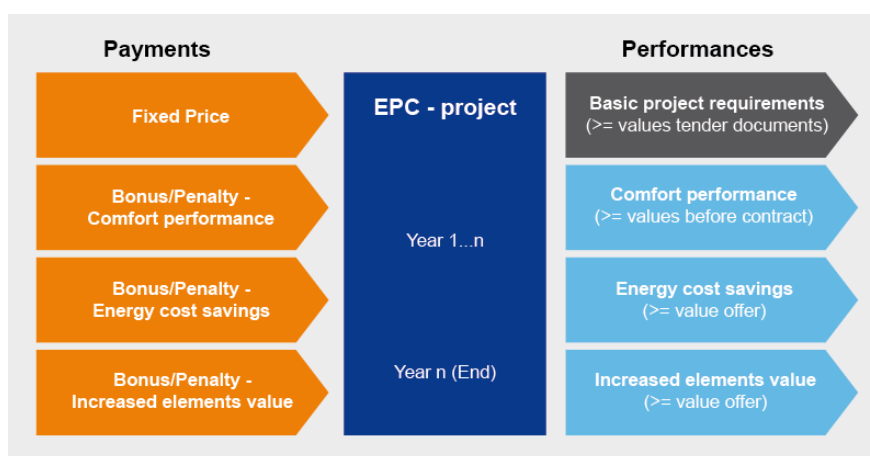 Payments
Performances
Fixed Price
EPC - project
Basic project requirements
(>= values tender documents)
Bonus/Penalty -
Comfort performance
Year 1...n
Comfort performance
(>= values before contract)
Bonus/Penalty -
Energy cost savings
Energy cost savings
(>= value offer)
Bonus/Penalty -
Increased elements value
Year n (End)
Increased elements value
(>= value offer)